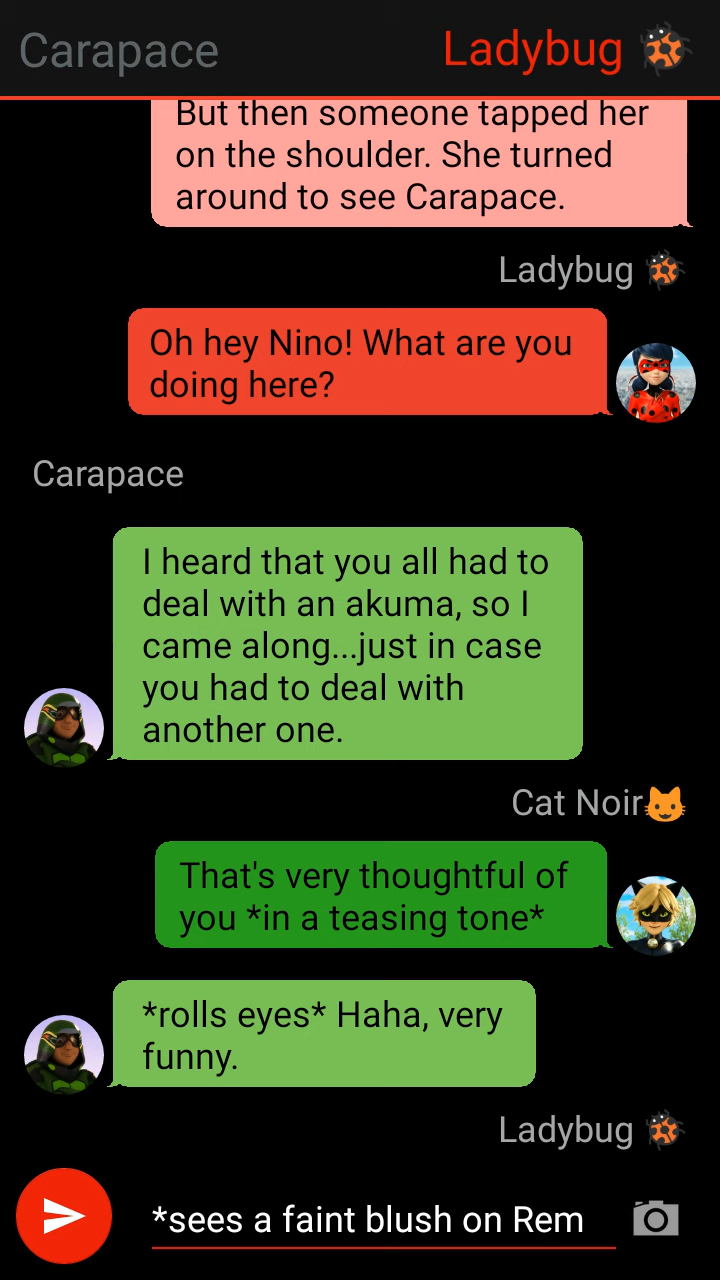 Carapace Ladybug 🐞
But then someone tapped her
on the shoulder. She turned
around to see Carapace.
Ladybug 🐞
Oh hey Nino! What are you
doing here?
Carapace
I heard that you all had to
deal with an akuma, so I
came along...just in case
you had to deal with
another one.
Cat Noir🐱
That's very thoughtful of
you *in a teasing tone*
*rolls eyes* Haha, very
funny.
Ladybug 🐞
*sees a faint blush on Rem